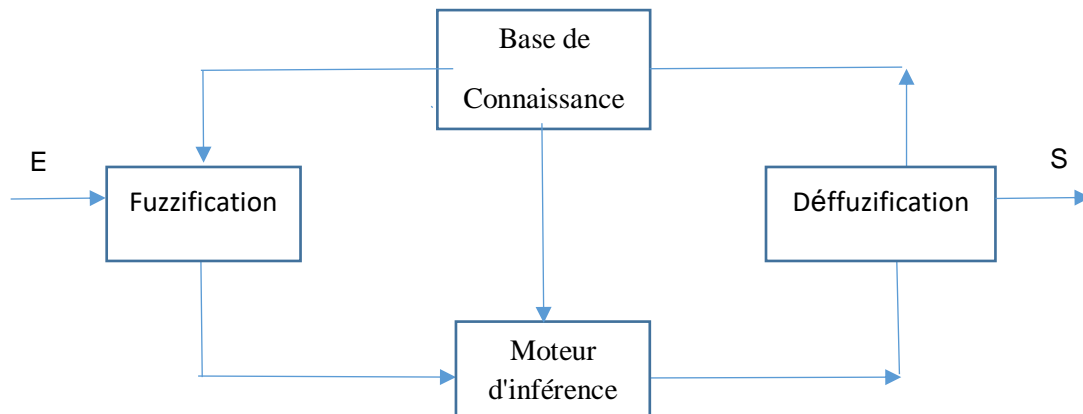 Base de
Connaissance
E
Fuzzification
Déffuzification
S
Moteur
d'inférence